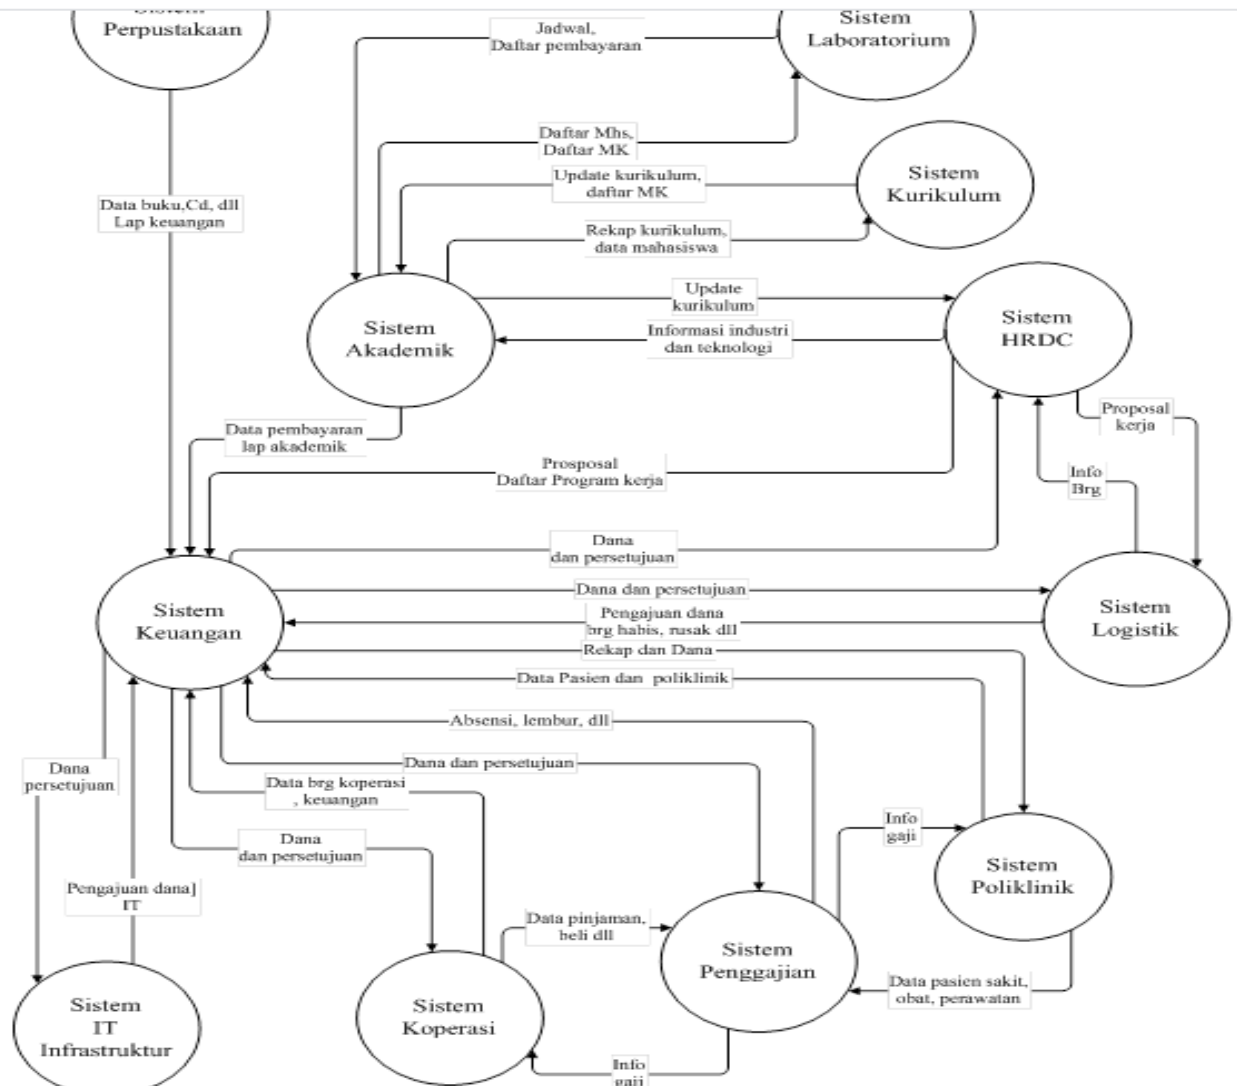 Perpustakaan
Jadwal,
Daftar pembayaran
Sistem
Laboratorium
Daftar Mhs,
Daftar MK
Update kurikulum,
daftar MK
Sistem
Kurikulum
Data buku,Cd, dll
Lap keuangan
Rekap kurikulum,
data mahasiswa
Update
kurikulum
Sistem
Akademik
Informasi industri
dan teknologi
Sistem
HRDC
Data pembayaran
lap akademik
Proposal
kerja
Prosposal
Daftar Program kerja
Info
Brg
Dana
dan persetujuan
Sistem
Keuangan
Dana dan persetujuan
Pengajuan dana
brg habis, rusak dll
Sistem
Logistik
Rekap dan Dana
Data Pasien dan poliklinik
Absensi, lembur, dll
Dana
persetujuan
Dana dan persetujuan
Data brg koperasi
, keuangan
Dana
dan persetujuan
Info
gaji
Sistem
Poliklinik
Pengajuan dana]
IT
Data pinjaman,
beli dll
Sistem
Penggajian
Data pasien sakit,
obat, perawatan
Sistem
IT
Infrastruktur
Sistem
Koperasi
Info
gaji